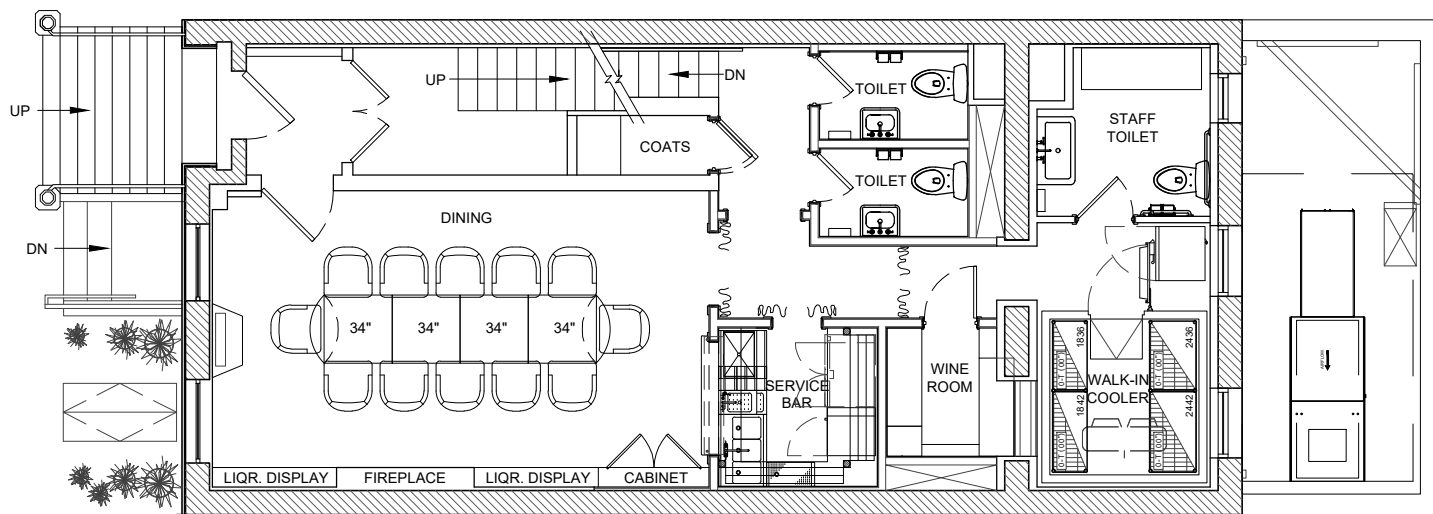 UP
UP
DN
TOILET
COATS
STAFF
TOILET
UP
TOILET
DINING
DN
34" 34" 34" 34"
1836
2436
WINE
ROOM
SERVICE
BAR
WALK-IN
COOLER
1842
2442
LIQR. DISPLAY FIREPLACE LIQR. DISPLAY CABINET